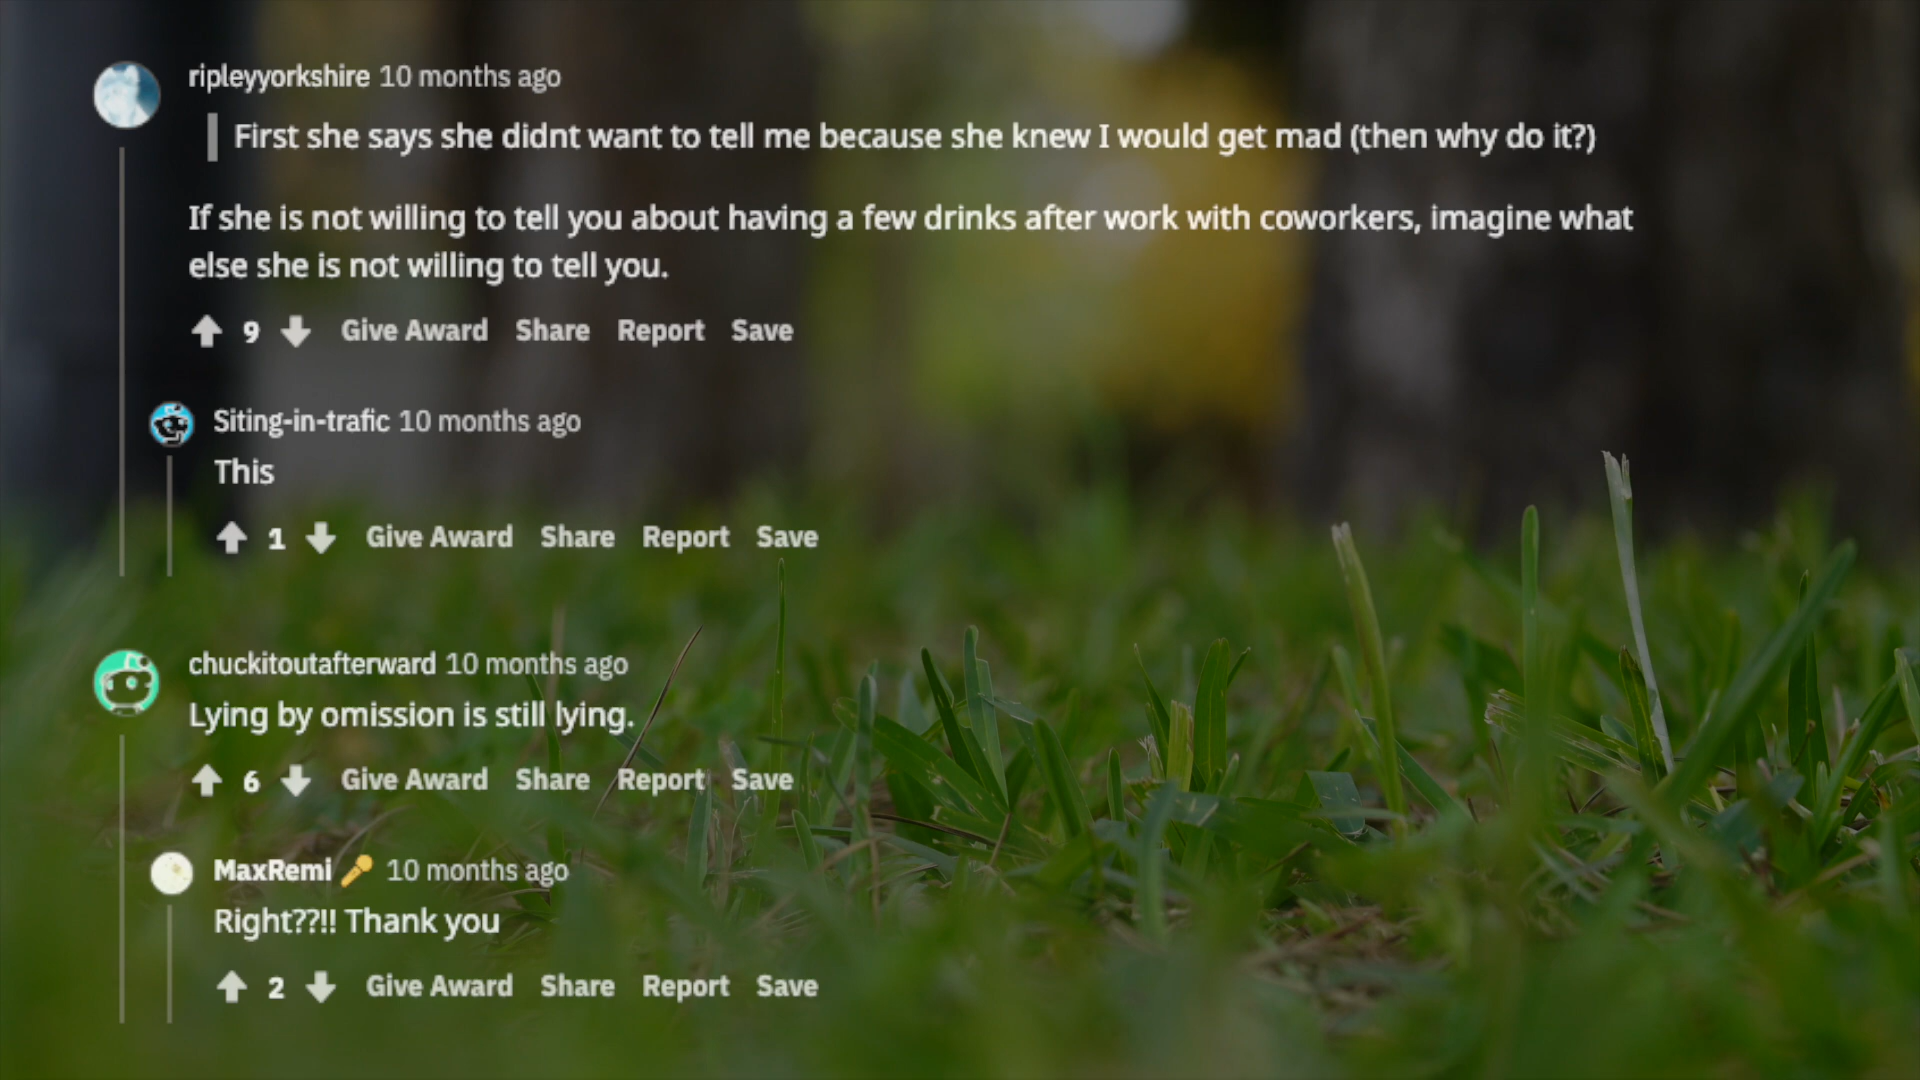 ripleyyorkshire 10 months ago
First she says she didnt want to tell me because she knew I would get mad (then why do it?)
If she is not willing to tell you about having a few drinks after work with coworkers, imagine what
else she is not willing to tell you.
9 Give Award Share Report Save
Siting-in-trafic 10 months ago
This
1 Give Award Share Report Save
chuckitoutafterward 10 months ago
Lying by omission is still lying.
6 Give Award Share Report Save
MaxRemi 🎤 10 months ago
Right??!! Thank you
2 Give Award Share Report Save